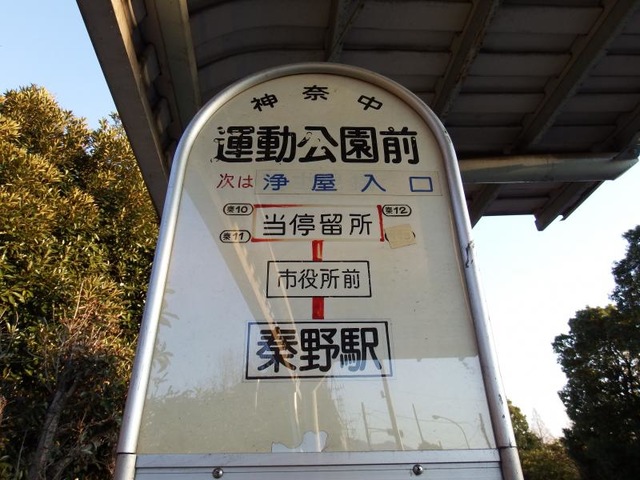 神奈中
運動公園前
次は 浄屋入口
秦10 当停留所 秦12
秦11
市役所前
秦野駅